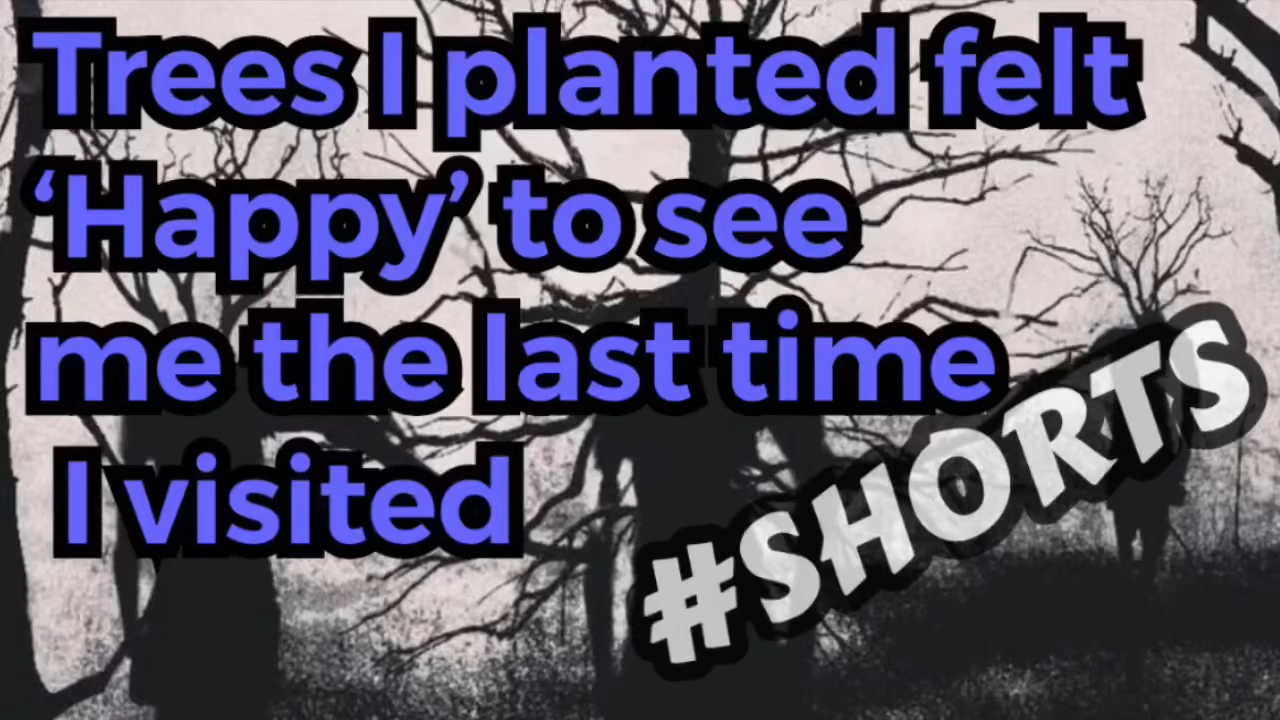 Trees I planted felt
‘Happy’ to see
me the last time
I visited
#SHORTS